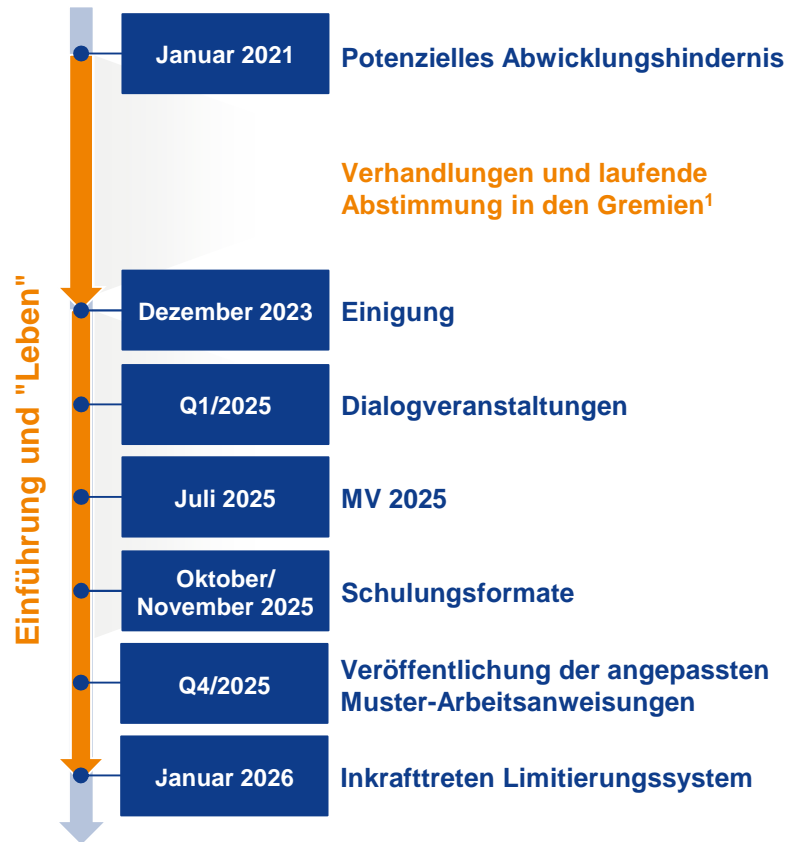 Januar 2021
Potenzielles Abwicklungshindernis
Verhandlungen und laufende
Abstimmung in den Gremien¹
Einführung und "Leben"
Dezember 2023
Einigung
Q1/2025
Dialogveranstaltungen
Juli 2025
MV 2025
Oktober/
November 2025
Schulungsformate
Q4/2025
Veröffentlichung der angepassten
Muster-Arbeitsanweisungen
Januar 2026
Inkrafttreten Limitierungssystem